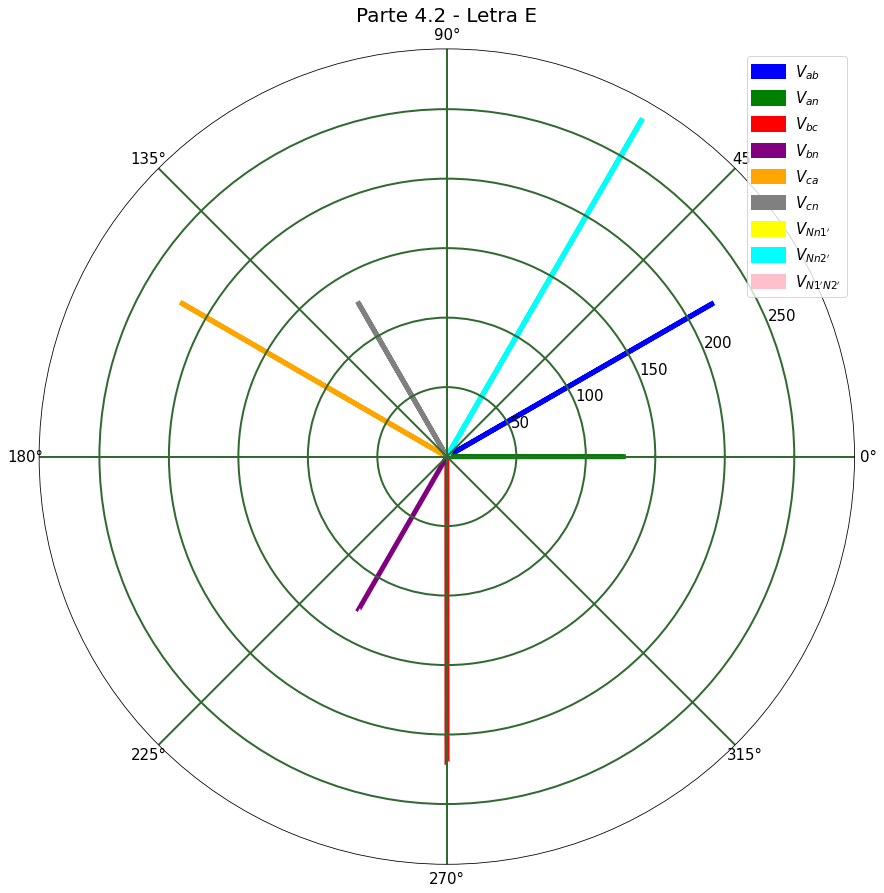 Parte 4.2 - Letra E
90°
135°
45°
V_ab
V_an
V_bc
V_bn
V_ca
V_cn
V_Nn1'
V_Nn2'
V_N1'N2'
250
200
150
100
50
180°
0°
225°
315°
270°